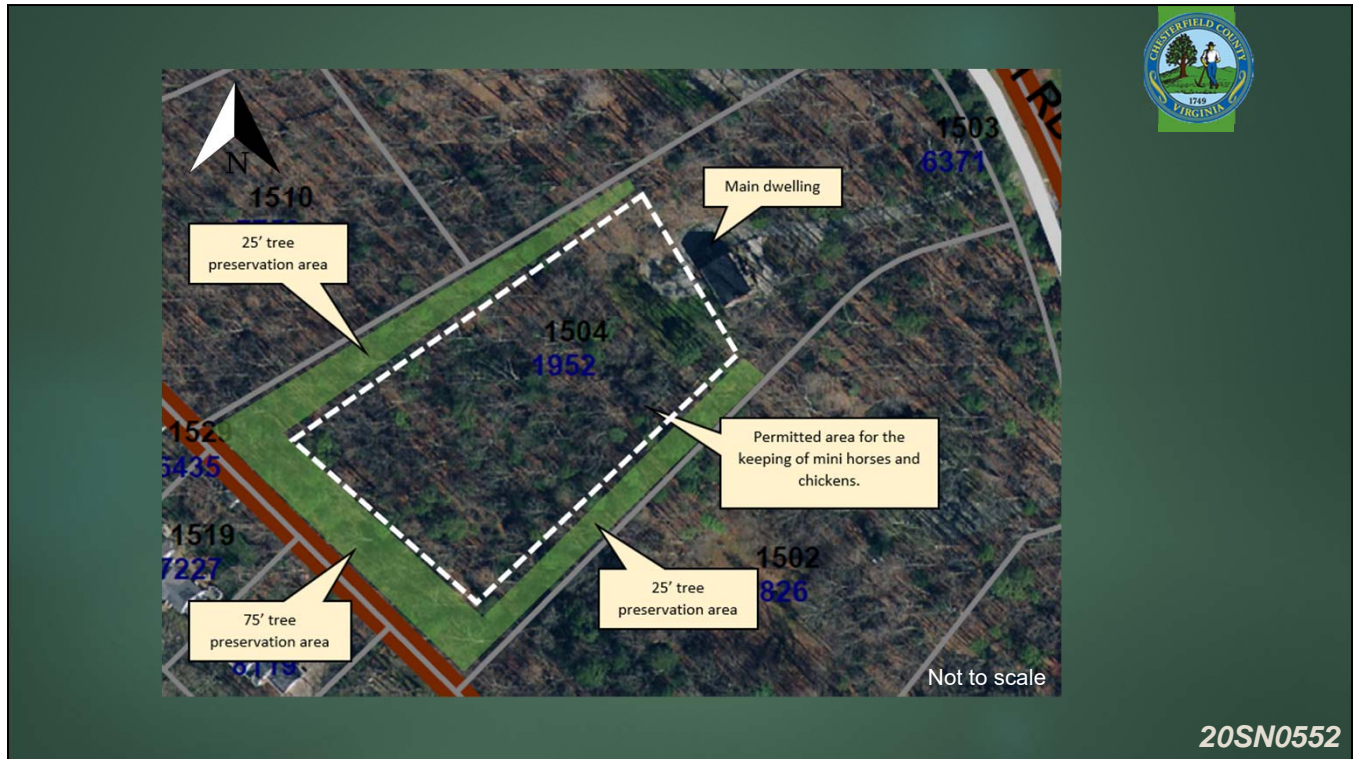 CHESTERFIELD COUNTY
1749
VIRGINIA
N
RD
1503
6371
Main dwelling
1510
25' tree
preservation area
1504
1952
1529
5435
Permitted area for the
keeping of mini horses and
chickens.
1519
7227
1502
826
25' tree
preservation area
75' tree
preservation area
Not to scale
20SN0552